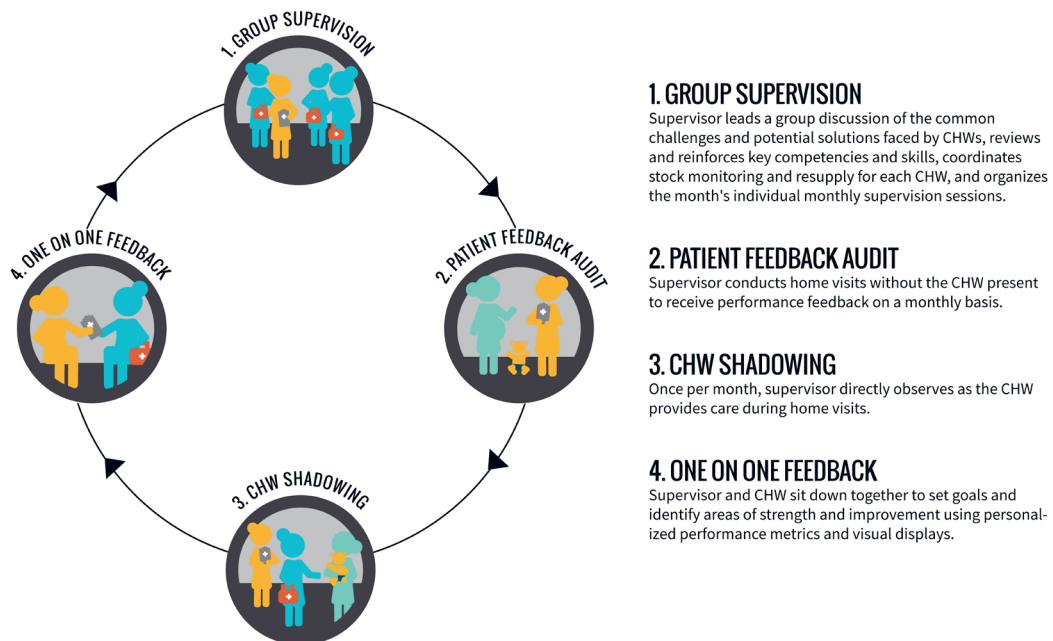 1. GROUP SUPERVISION
2. PATIENT FEEDBACK AUDIT
3. CHW SHADOWING
4. ONE ON ONE FEEDBACK
1. GROUP SUPERVISION
Supervisor leads a group discussion of the common
challenges and potential solutions faced by CHWs, reviews
and reinforces key competencies and skills, coordinates
stock monitoring and resupply for each CHW, and organizes
the month's individual monthly supervision sessions.
2. PATIENT FEEDBACK AUDIT
Supervisor conducts home visits without the CHW present
to receive performance feedback on a monthly basis.
3. CHW SHADOWING
Once per month, supervisor directly observes as the CHW
provides care during home visits.
4. ONE ON ONE FEEDBACK
Supervisor and CHW sit down together to set goals and
identify areas of strength and improvement using personal-
ized performance metrics and visual displays.